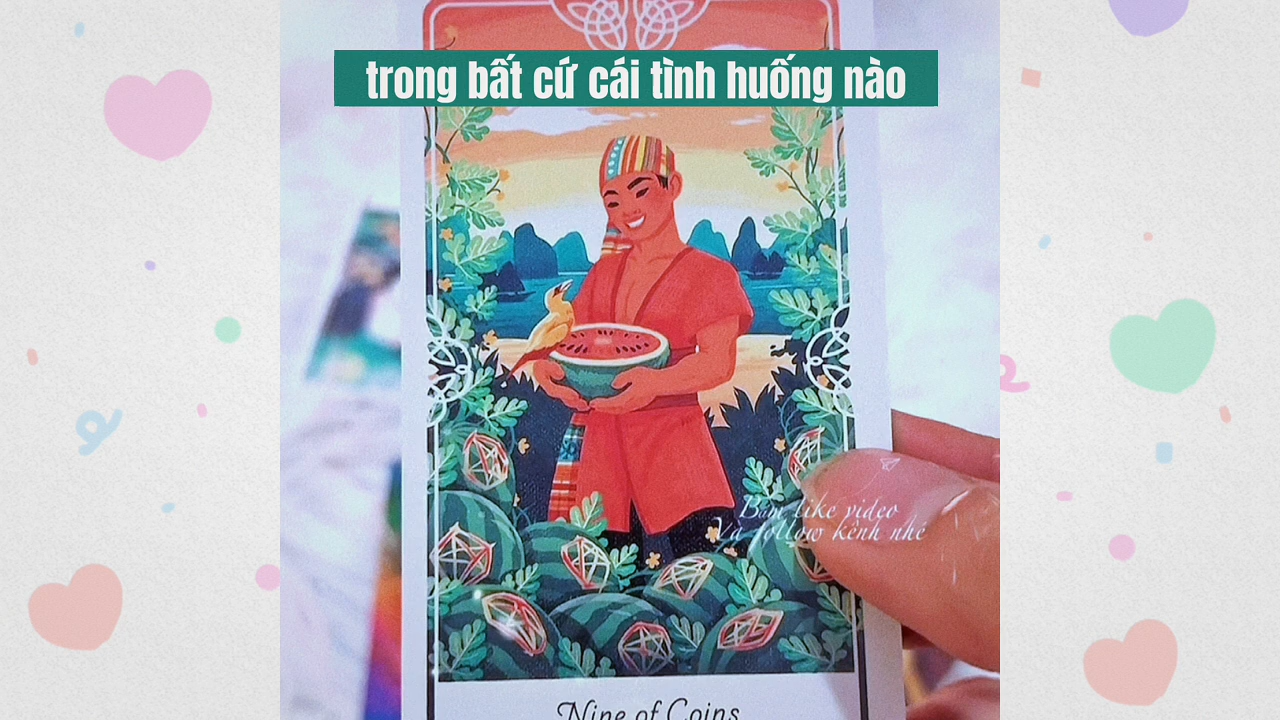 trong bất cứ cái tình huống nào
Bấm like video
Và follow kênh nhé
Nine of Coins